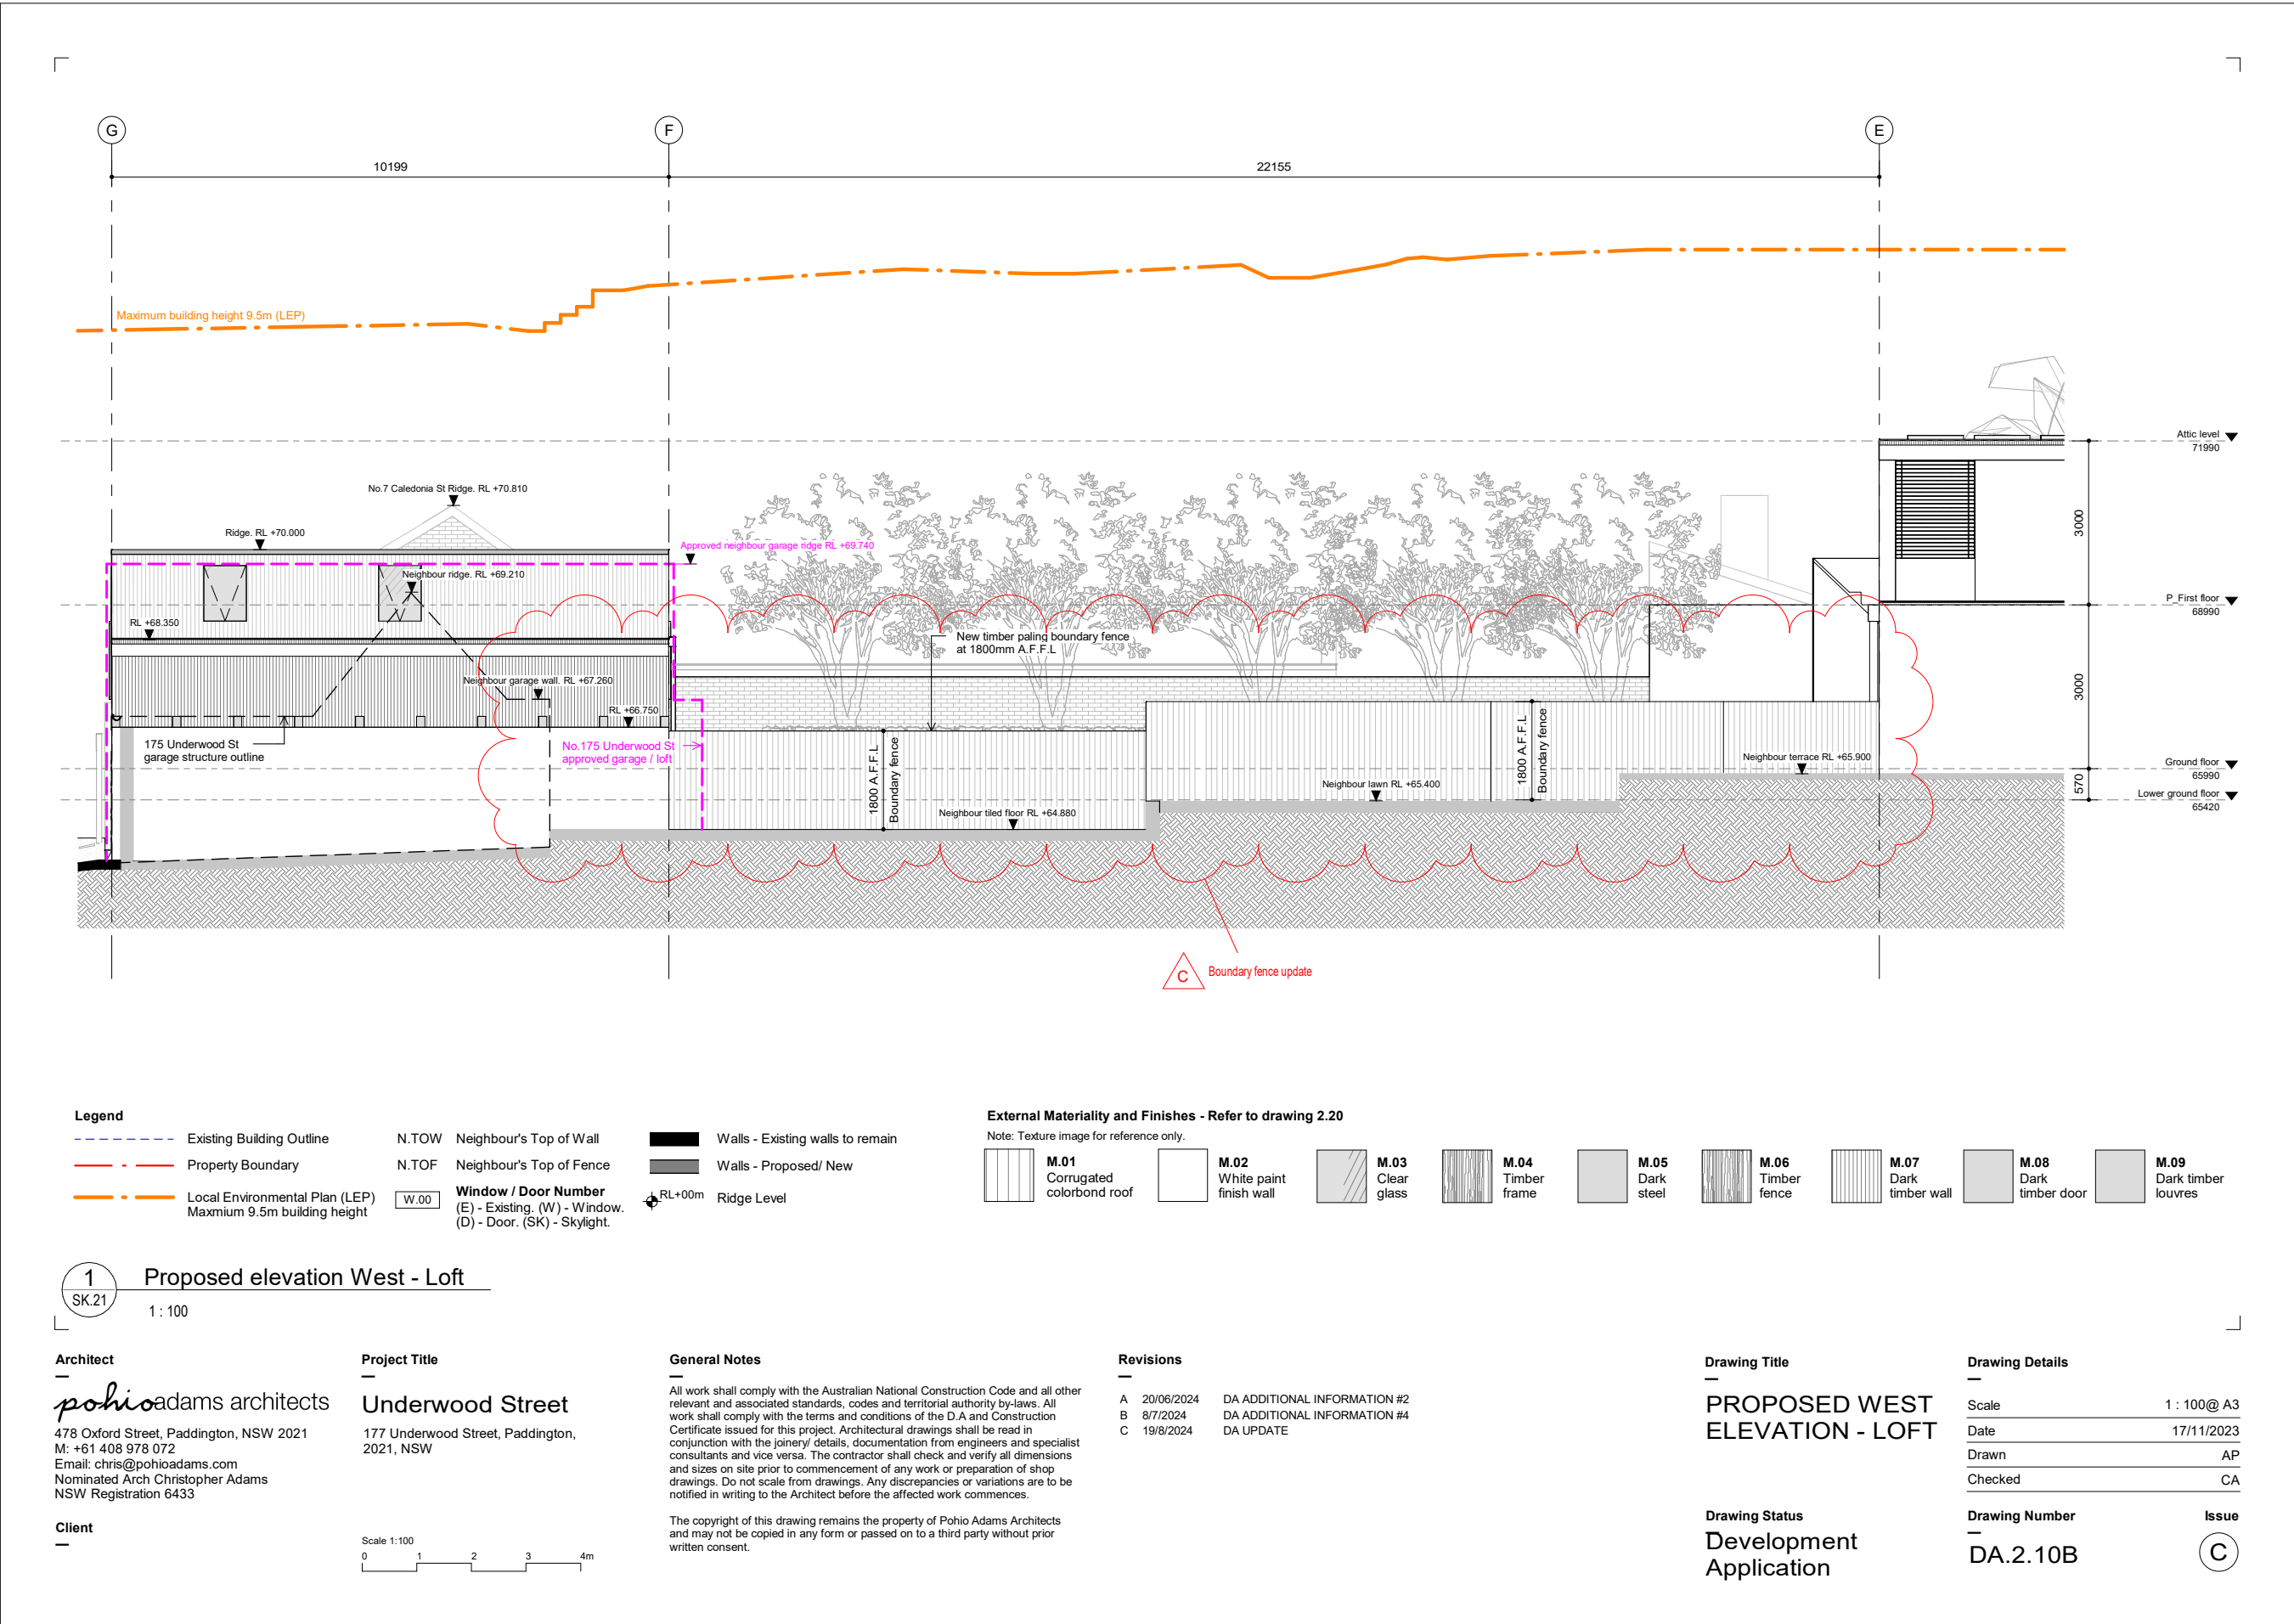 G
F
E
10199
22155
Maximum building height 9.5m (LEP)
Attic level
71990
No.7 Caledonia St Ridge. RL +70.810
3000
Ridge. RL +70.000
Approved neighbour garage ridge RL +69.740
Neighbour ridge. RL +69.210
P_First floor
68990
RL +68.350
New timber paling boundary fence
at 1800mm A.F.F.L
Neighbour garage wall. RL +67.260
3000
RL +66.750
175 Underwood St
garage structure outline
No.175 Underwood St
approved garage / loft
1800 A.F.F.L
Boundary fence
1800 A.F.F.L
Boundary fence
Neighbour terrace RL +65.900
Ground floor
65990
570
Neighbour lawn RL +65.400
Lower ground floor
65420
Neighbour tiled floor RL +64.880
C
Boundary fence update
Legend
Existing Building Outline
Property Boundary
Local Environmental Plan (LEP)
Maxmium 9.5m building height
N.TOW Neighbour's Top of Wall
N.TOF Neighbour's Top of Fence
W.00
Window / Door Number
(E) - Existing. (W) - Window.
(D) - Door. (SK) - Skylight.
Walls - Existing walls to remain
Walls - Proposed/ New
RL+00m Ridge Level
External Materiality and Finishes - Refer to drawing 2.20
Note: Texture image for reference only.
M.01
Corrugated
colorbond roof
M.02
White paint
finish wall
M.03
Clear
glass
M.04
Timber
frame
M.05
Dark
steel
M.06
Timber
fence
M.07
Dark
timber wall
M.08
Dark
timber door
M.09
Dark timber
louvres
1
SK.21
Proposed elevation West - Loft
1 : 100
Architect
pohioadams architects
478 Oxford Street, Paddington, NSW 2021
M: +61 408 978 072
Email: chris@pohioadams.com
Nominated Arch Christopher Adams
NSW Registration 6433
Client
Project Title
Underwood Street
177 Underwood Street, Paddington,
2021, NSW
Scale 1:100
0 1 2 3 4m
General Notes
All work shall comply with the Australian National Construction Code and all other
relevant and associated standards, codes and territorial authority by-laws. All
work shall comply with the terms and conditions of the D.A and Construction
Certificate issued for this project. Architectural drawings shall be read in
conjunction with the joinery/ details, documentation from engineers and specialist
consultants and vice versa. The contractor shall check and verify all dimensions
and sizes on site prior to commencement of any work or preparation of shop
drawings. Do not scale from drawings. Any discrepancies or variations are to be
notified in writing to the Architect before the affected work commences.
The copyright of this drawing remains the property of Pohio Adams Architects
and may not be copied in any form or passed on to a third party without prior
written consent.
Revisions
A 20/06/2024 DA ADDITIONAL INFORMATION #2
B 8/7/2024 DA ADDITIONAL INFORMATION #4
C 19/8/2024 DA UPDATE
Drawing Title
PROPOSED WEST
ELEVATION - LOFT
Drawing Status
Development
Application
Drawing Details
Scale 1 : 100@ A3
Date 17/11/2023
Drawn AP
Checked CA
Drawing Number
DA.2.10B
Issue
C